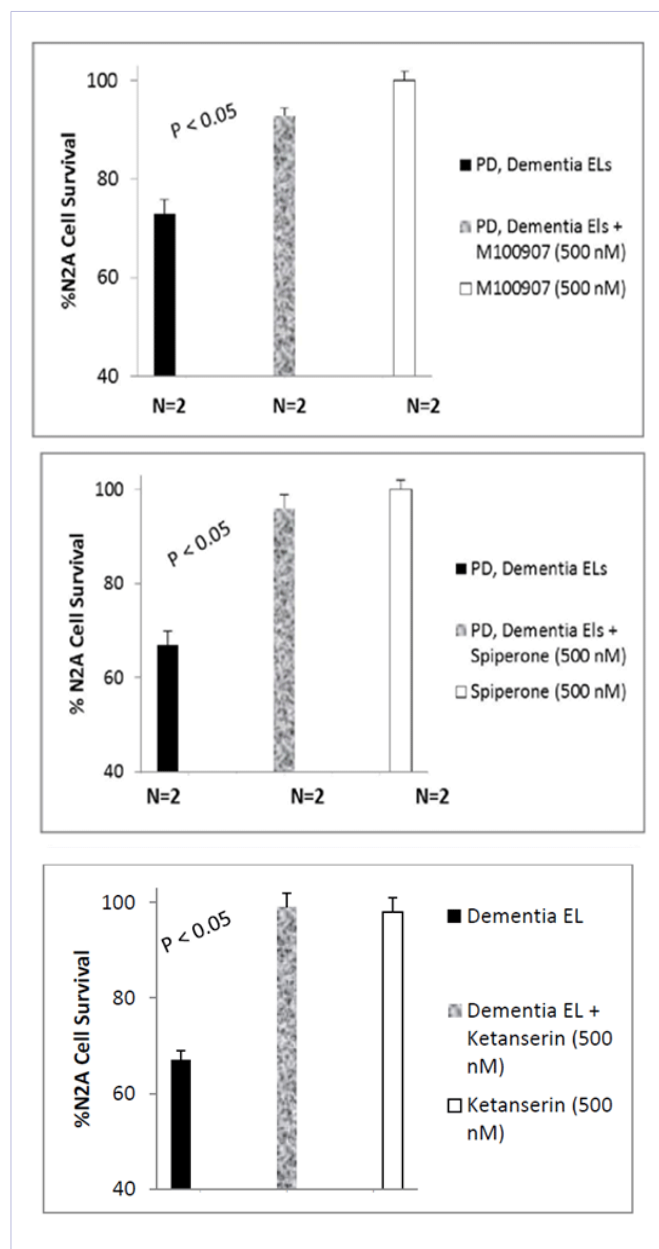 100
80
60
40
%N2A Cell Survival
P < 0.05
N=2 N=2 N=2
PD, Dementia ELs
PD, Dementia Els +
M100907 (500 nM)
M100907 (500 nM)
100
80
60
40
% N2A Cell Survival
P < 0.05
N=2 N=2 N=2
PD, Dementia ELs
PD, Dementia Els +
Spiperone (500 nM)
Spiperone (500 nM)
100
80
60
40
%N2A Cell Survival
P < 0.05
Dementia EL
Dementia EL +
Ketanserin (500
nM)
Ketanserin (500
nM)